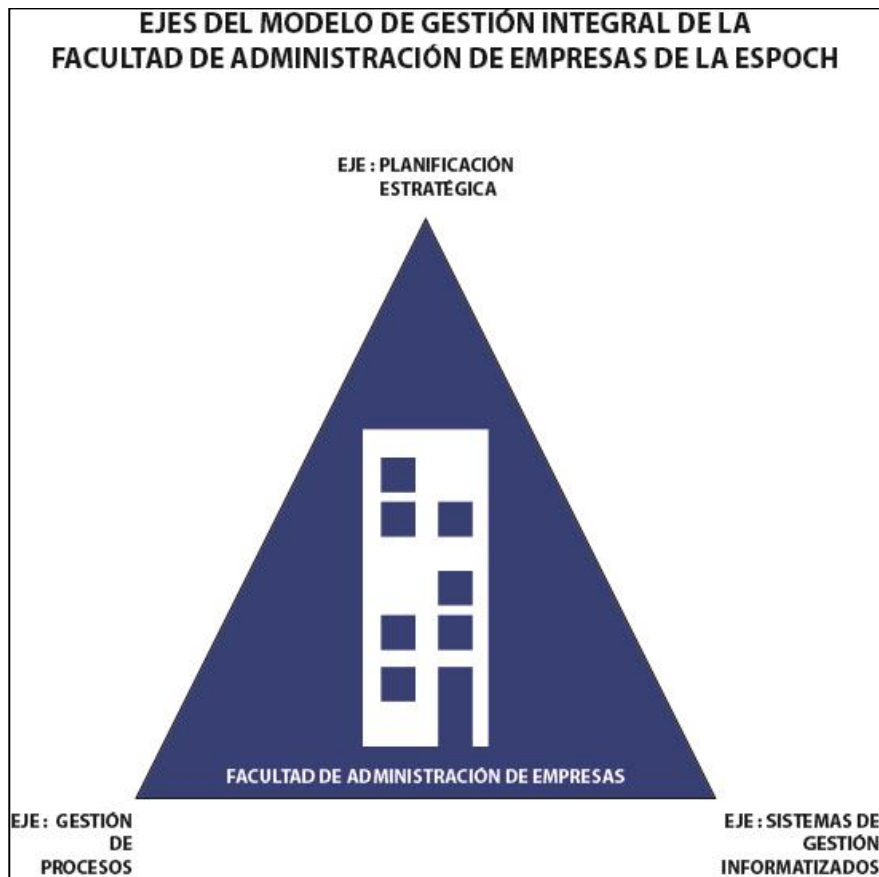 EJES DEL MODELO DE GESTIÓN INTEGRAL DE LA
FACULTAD DE ADMINISTRACIÓN DE EMPRESAS DE LA ESPOCH
EJE : PLANIFICACIÓN
ESTRATÉGICA
FACULTAD DE ADMINISTRACIÓN DE EMPRESAS
EJE : GESTIÓN
DE
PROCESOS
EJE : SISTEMAS DE
GESTIÓN
INFORMATIZADOS